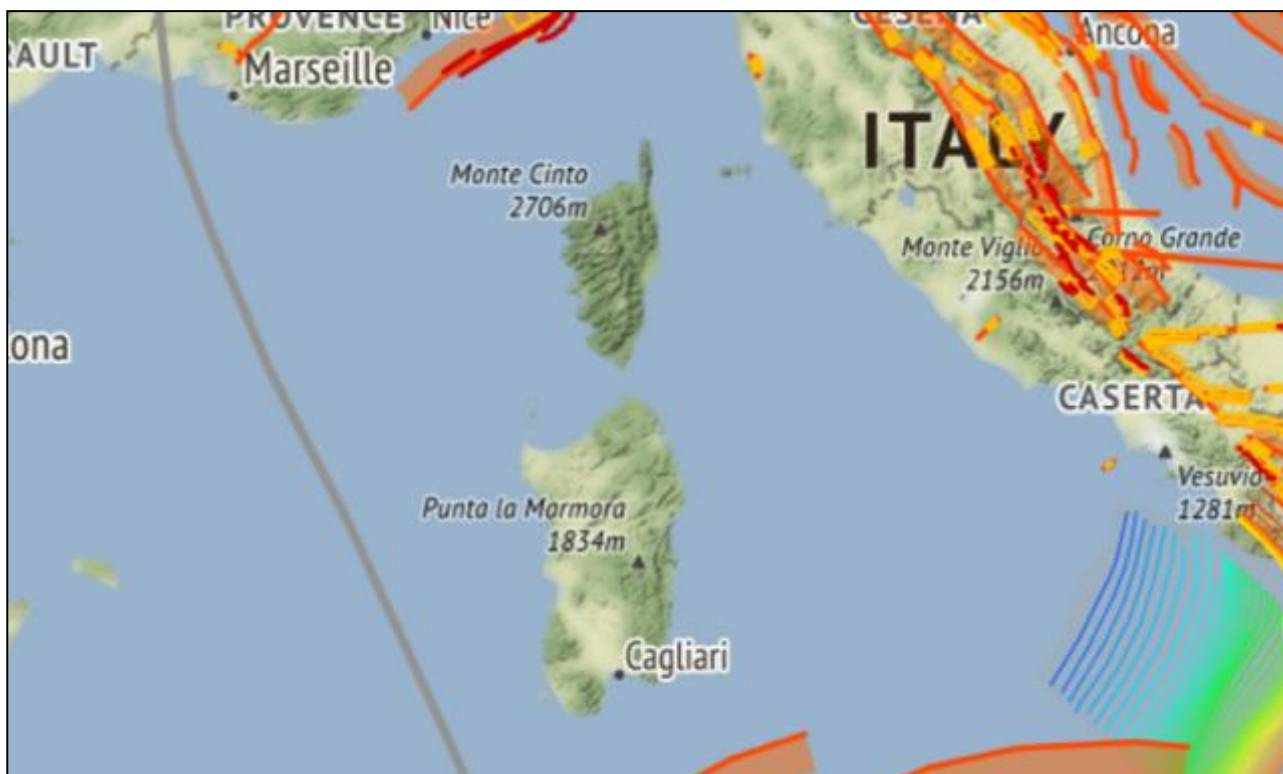 PROVENCE
Nice
CESENA
Ancona
RAULT
Marseille
ITALY
Monte Cinto
2706m
Corno Grande
Monte Viglio
2156m
ona
CASERTA
Vesuvio
1281m
Punta la Marmora
1834m
Cagliari